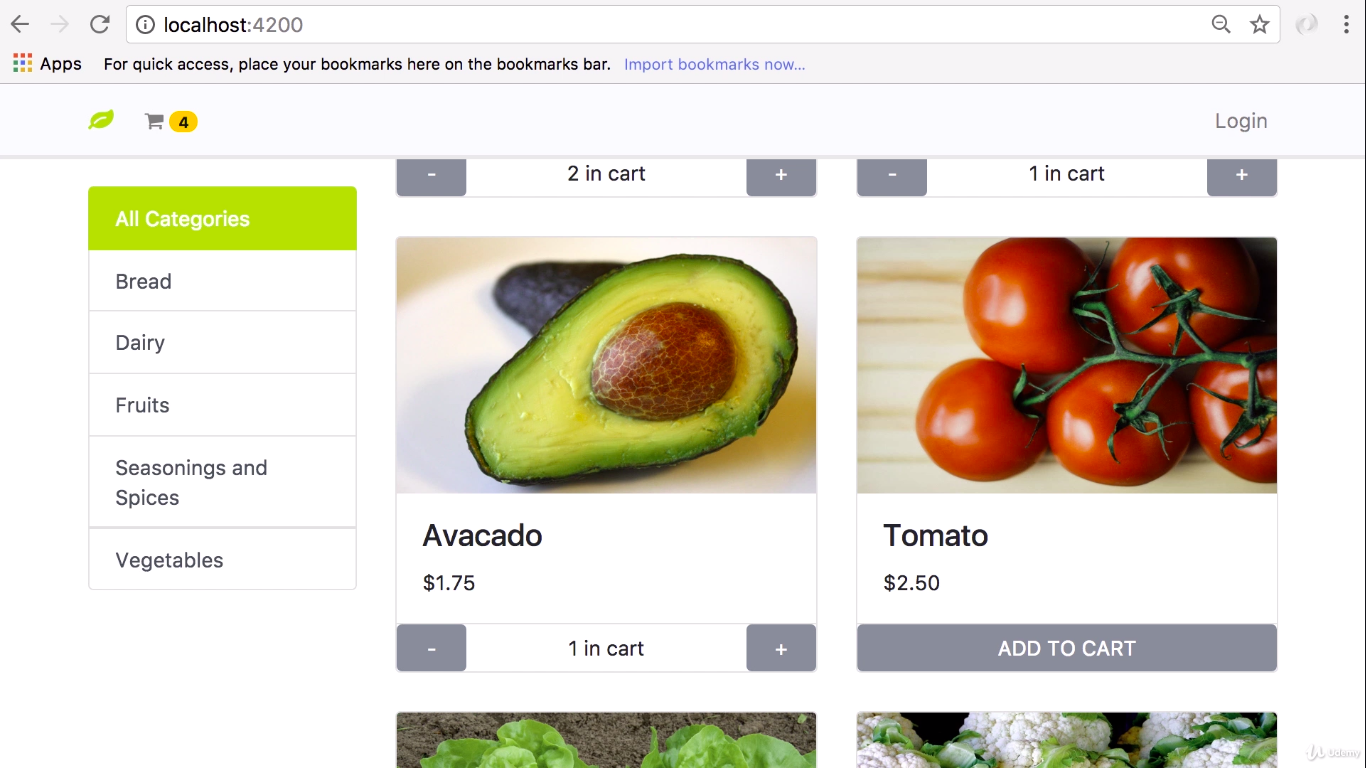 localhost:4200
Apps For quick access, place your bookmarks here on the bookmarks bar. Import bookmarks now...
4 Login
- 2 in cart + - 1 in cart +
All Categories
Bread
Dairy
Fruits
Seasonings and
Spices
Vegetables
Avacado
$1.75
- 1 in cart +
Tomato
$2.50
ADD TO CART
Udemy